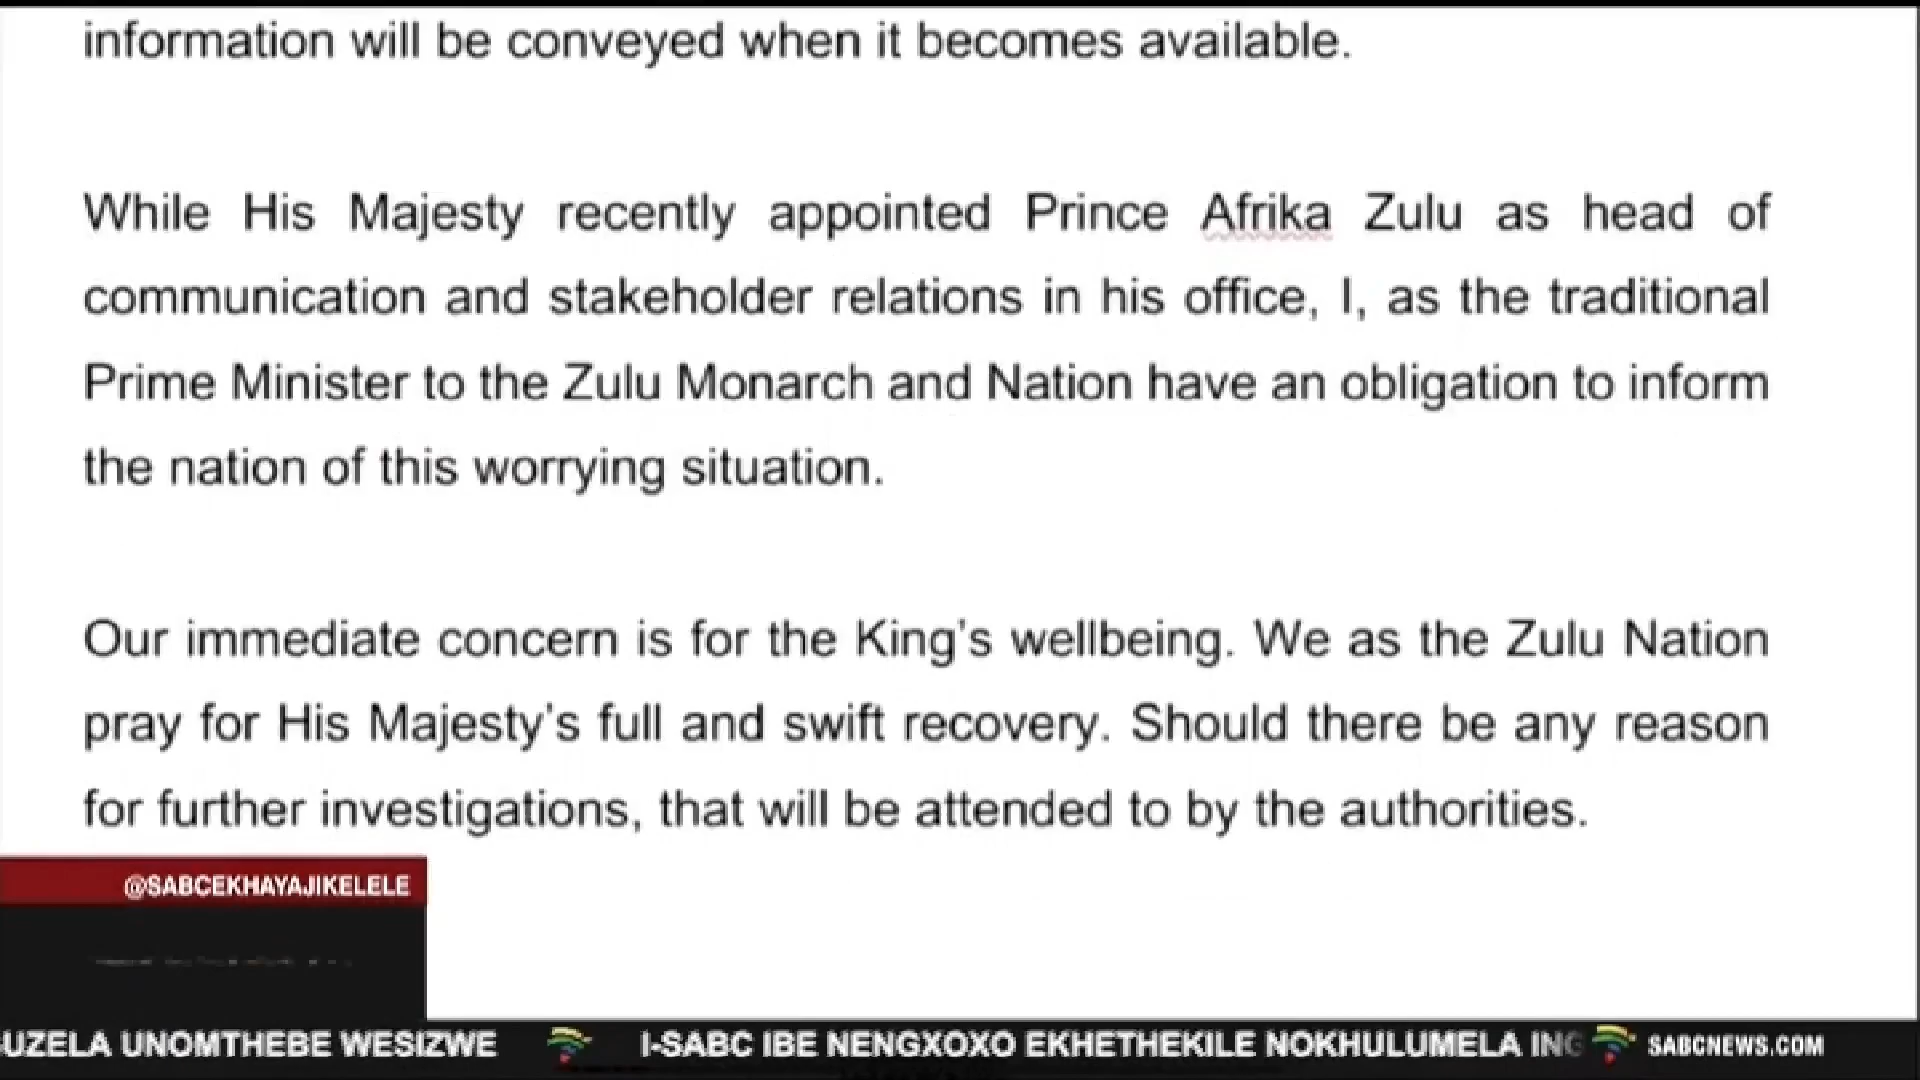 information will be conveyed when it becomes available.
While His Majesty recently appointed Prince Afrika Zulu as head of
communication and stakeholder relations in his office, I, as the traditional
Prime Minister to the Zulu Monarch and Nation have an obligation to inform
the nation of this worrying situation.
Our immediate concern is for the King's wellbeing. We as the Zulu Nation
pray for His Majesty's full and swift recovery. Should there be any reason
for further investigations, that will be attended to by the authorities.
@SABCEKHAYAJIKELELE
UZELA UNOMTHEBE WESIZWE I-SABC IBE NENGXOXO EKHETHEKILE NOKHULUMELA ING SABCNEWS.COM